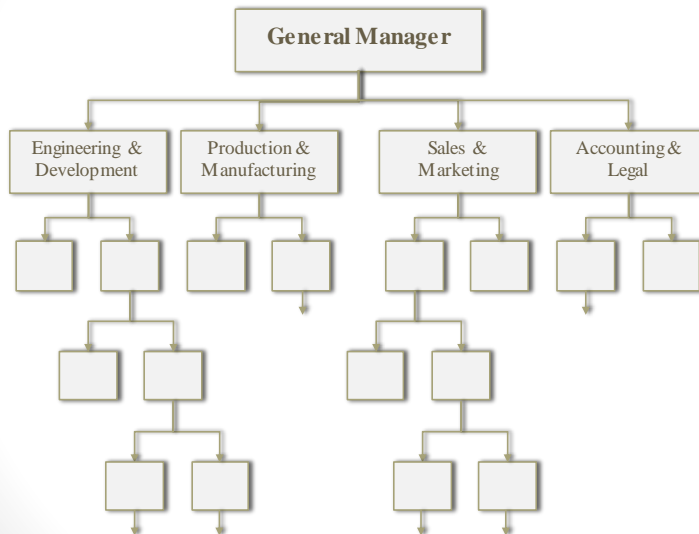 General Manager
Engineering &
Development
Production &
Manufacturing
Sales &
Marketing
Accounting &
Legal